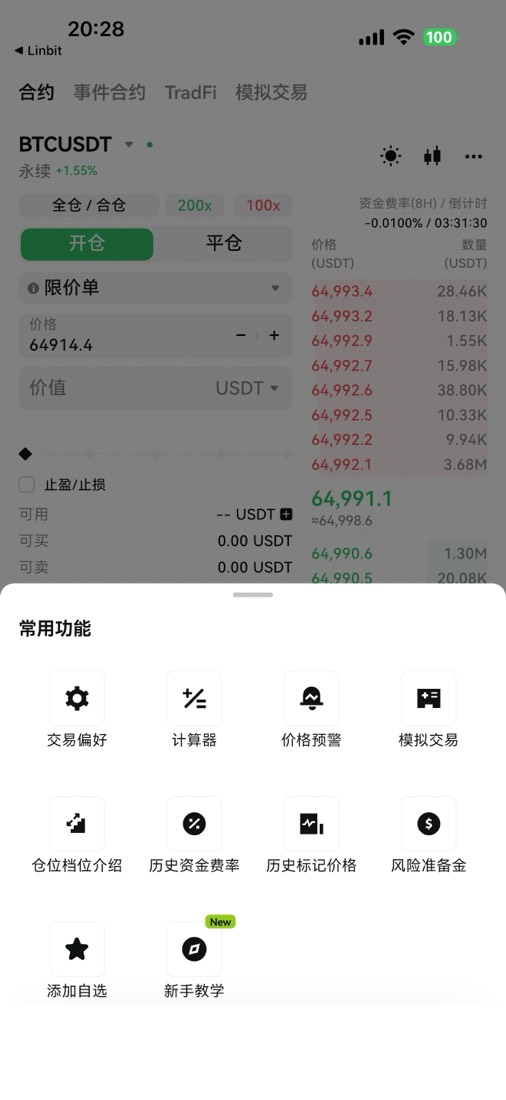 20:28
100
◀ Linbit
合约 事件合约 TradFi 模拟交易
BTCUSDT
永续 +1.55%
全仓 / 合仓 200x 100x
开仓 平仓
限价单
价格
64914.4
价值 USDT
止盈/止损
可用 -- USDT
可买 0.00 USDT
可卖 0.00 USDT
资金费率(8H) / 倒计时
-0.0100% / 03:31:30
价格 数量
(USDT) (USDT)
64,993.4 28.46K
64,993.2 18.13K
64,992.9 1.55K
64,992.7 15.98K
64,992.6 38.80K
64,992.5 10.33K
64,992.2 9.94K
64,992.1 3.68M
64,991.1
≈64,998.6
64,990.6 1.30M
64,990.5 20.08K
常用功能
交易偏好 计算器 价格预警 模拟交易
仓位档位介绍 历史资金费率 历史标记价格 风险准备金
New
添加自选 新手教学